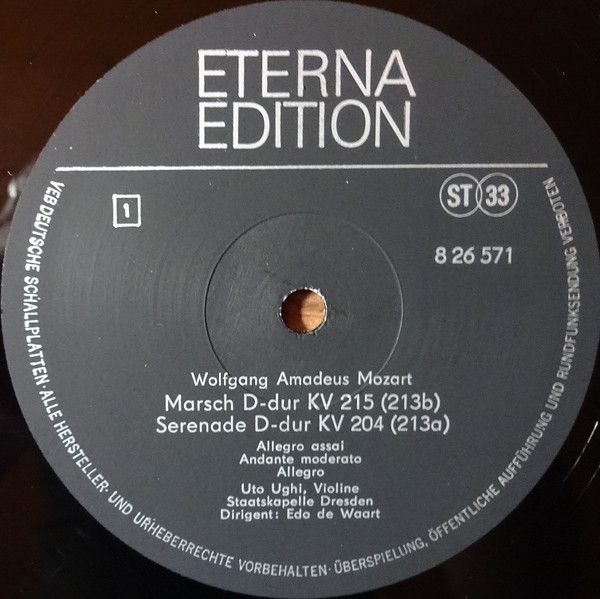 ETERNA
EDITION
1
ST 33
8 26 571
Wolfgang Amadeus Mozart
Marsch D-dur KV 215 (213b)
Serenade D-dur KV 204 (213a)
Allegro assai
Andante moderato
Allegro
Uto Ughi, Violine
Staatskapelle Dresden
Dirigent: Edo de Waart
VEB DEUTSCHE SCHALLPLATTEN · ALLE HERSTELLER- UND URHEBERRECHTE VORBEHALTEN · ÜBERSPIELUNG, ÖFFENTLICHE AUFFÜHRUNG UND RUNDFUNKSENDUNG VERBOTEN